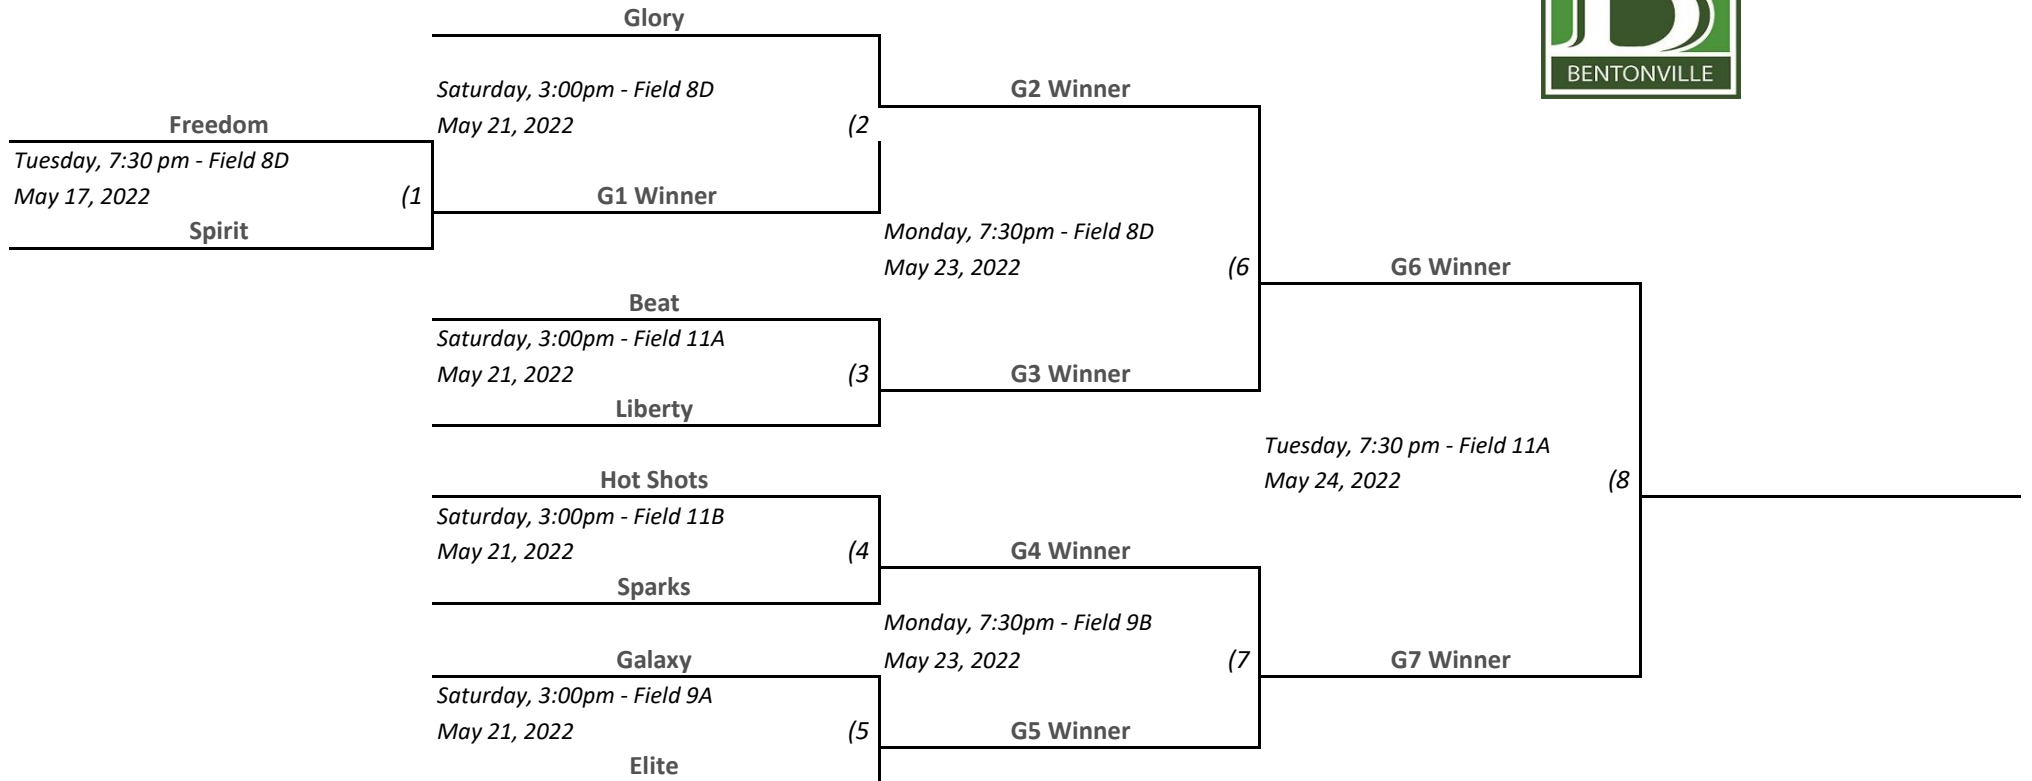 Glory
BENTONVILLE
Saturday, 3:00pm - Field 8D
G2 Winner
May 21, 2022 (2
Freedom
Tuesday, 7:30 pm - Field 8D
May 17, 2022 (1
G1 Winner
Spirit
Monday, 7:30pm - Field 8D
May 23, 2022 (6
G6 Winner
Beat
Saturday, 3:00pm - Field 11A
May 21, 2022 (3
G3 Winner
Liberty
Tuesday, 7:30 pm - Field 11A
May 24, 2022 (8
Hot Shots
Saturday, 3:00pm - Field 11B
May 21, 2022 (4
G4 Winner
Sparks
Monday, 7:30pm - Field 9B
May 23, 2022 (7
G7 Winner
Galaxy
Saturday, 3:00pm - Field 9A
May 21, 2022 (5
G5 Winner
Elite